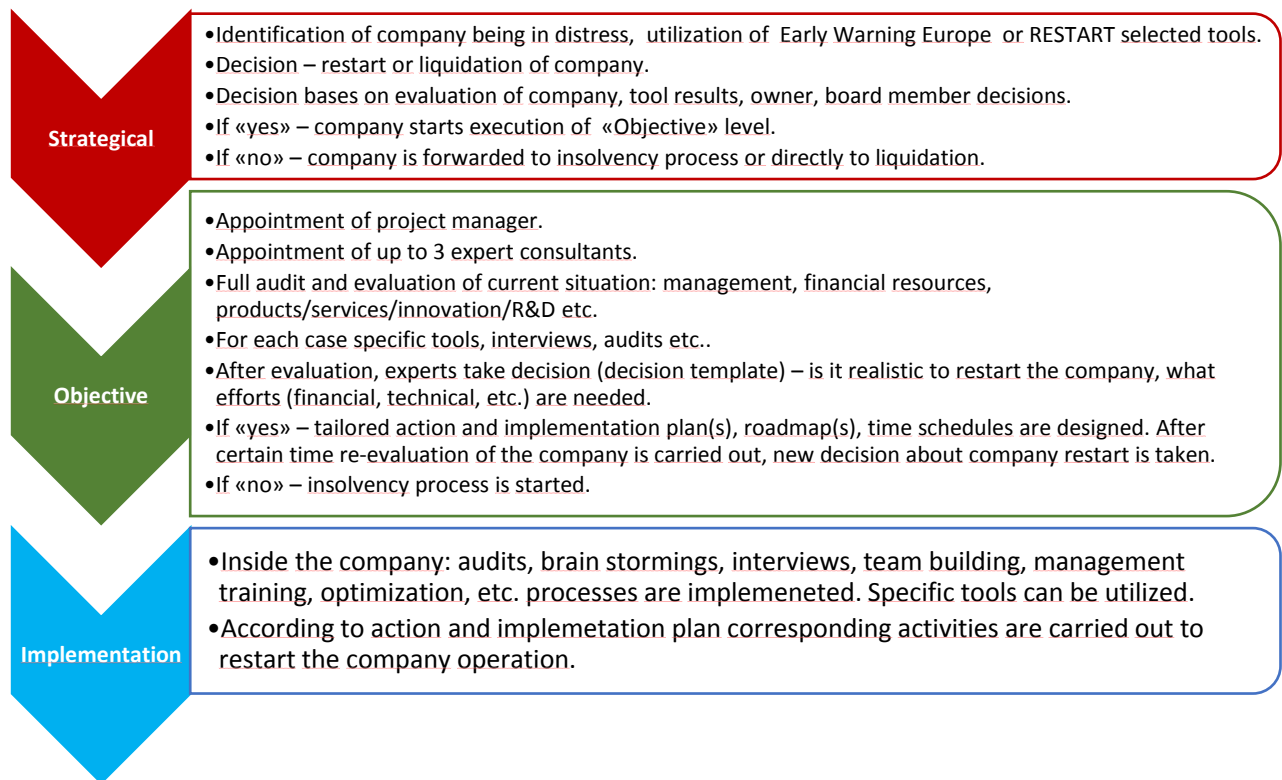 Strategical
•Identification of company being in distress,  utilization of  Early Warning Europe  or RESTART selected tools.
•Decision – restart or liquidation of company.
•Decision bases on evaluation of company, tool results, owner, board member decisions.
•If «yes» – company starts execution of  «Objective» level.
•If «no» – company is forwarded to insolvency process or directly to liquidation.
Objective
•Appointment of project manager.
•Appointment of up to 3 expert consultants.
•Full audit and evaluation of current situation: management, financial resources,
products/services/innovation/R&D etc.
•For each case specific tools, interviews, audits etc..
•After evaluation, experts take decision (decision template) – is it realistic to restart the company, what
efforts (financial, technical, etc.) are needed.
•If «yes» – tailored action and implementation plan(s), roadmap(s), time schedules are designed. After
certain time re-evaluation of the company is carried out, new decision about company restart is taken.
•If «no» – insolvency process is started.
Implementation
•Inside the company: audits, brain stormings, interviews, team building, management
training, optimization, etc. processes are implemeneted. Specific tools can be utilized.
•According to action and implemetation plan corresponding activities are carried out to
restart the company operation.